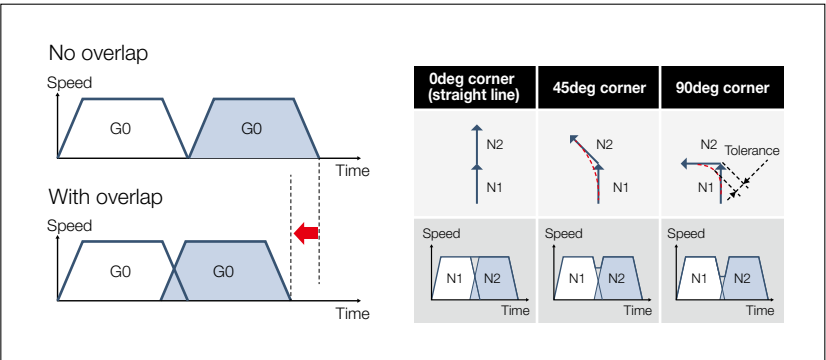 No overlap
Speed
G0
G0
Time
With overlap
Speed
G0
G0
Time
0deg corner
(straight line)
45deg corner
90deg corner
N2
N1
N2
N1
N2
Tolerance
N1
Speed
N1
N2
Time
Speed
N1
N2
Time
Speed
N1
N2
Time